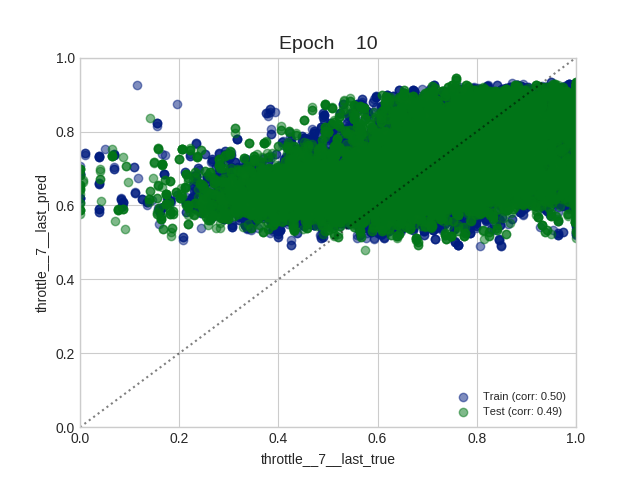 Epoch    10
throttle__7__last_pred
1.0
0.8
0.6
0.4
0.2
0.0
Train (corr: 0.50)
Test (corr: 0.49)
0.0 0.2 0.4 0.6 0.8 1.0
throttle__7__last_true